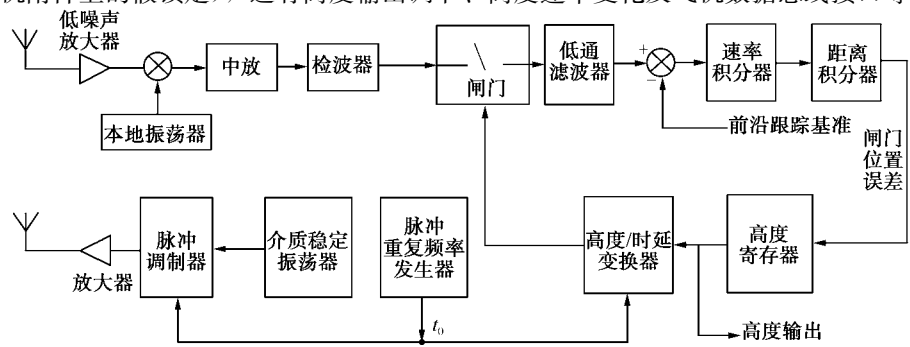 低噪声
放大器
中放
检波器
闸门
低通
滤波器
+
−
速率
积分器
距离
积分器
本地振荡器
前沿跟踪基准
闸门
位置
误差
脉冲
调制器
介质稳定
振荡器
脉冲
重复频率
发生器
高度/时延
变换器
高度
寄存器
放大器
t₀
高度输出